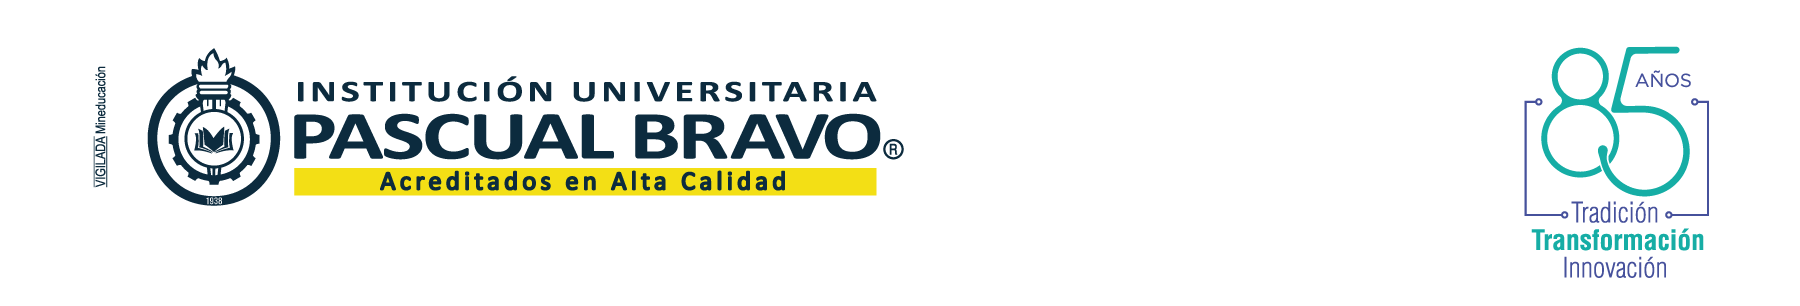 VIGILADA Mineducación
1938
INSTITUCIÓN UNIVERSITARIA
PASCUAL BRAVO®
Acreditados en Alta Calidad
85 AÑOS
Tradición
Transformación
Innovación